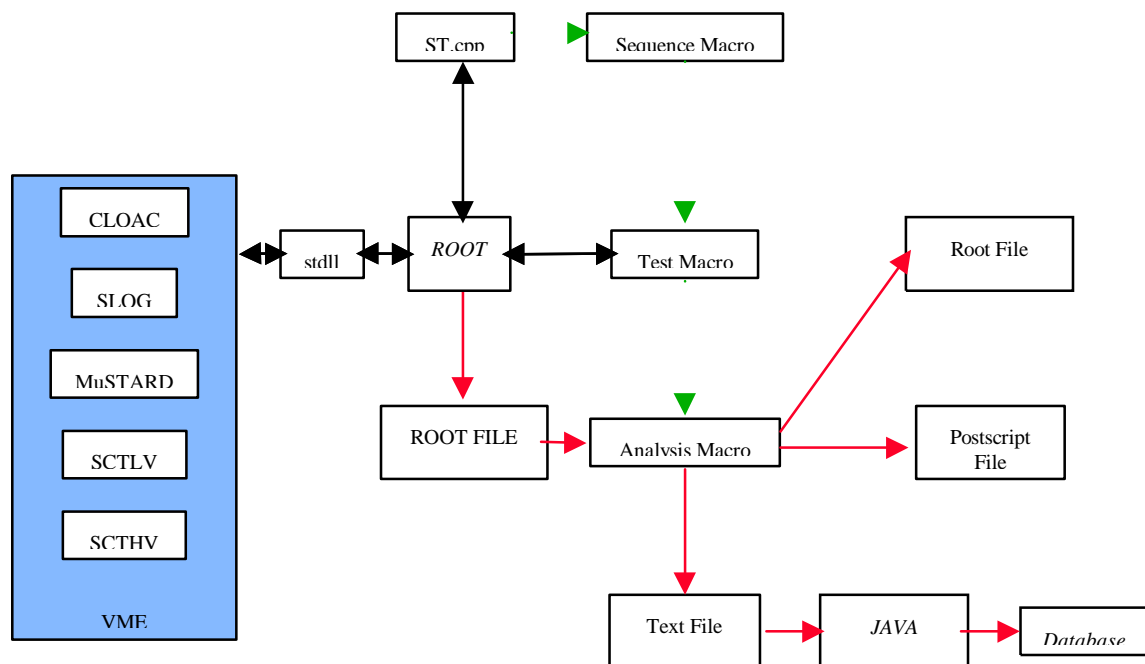 ST.cpp
Sequence Macro
CLOAC
SLOG
MuSTARD
SCTLV
SCTHV
VME
stdll
ROOT
Test Macro
Root File
ROOT FILE
Analysis Macro
Postscript
File
Text File
JAVA
Database